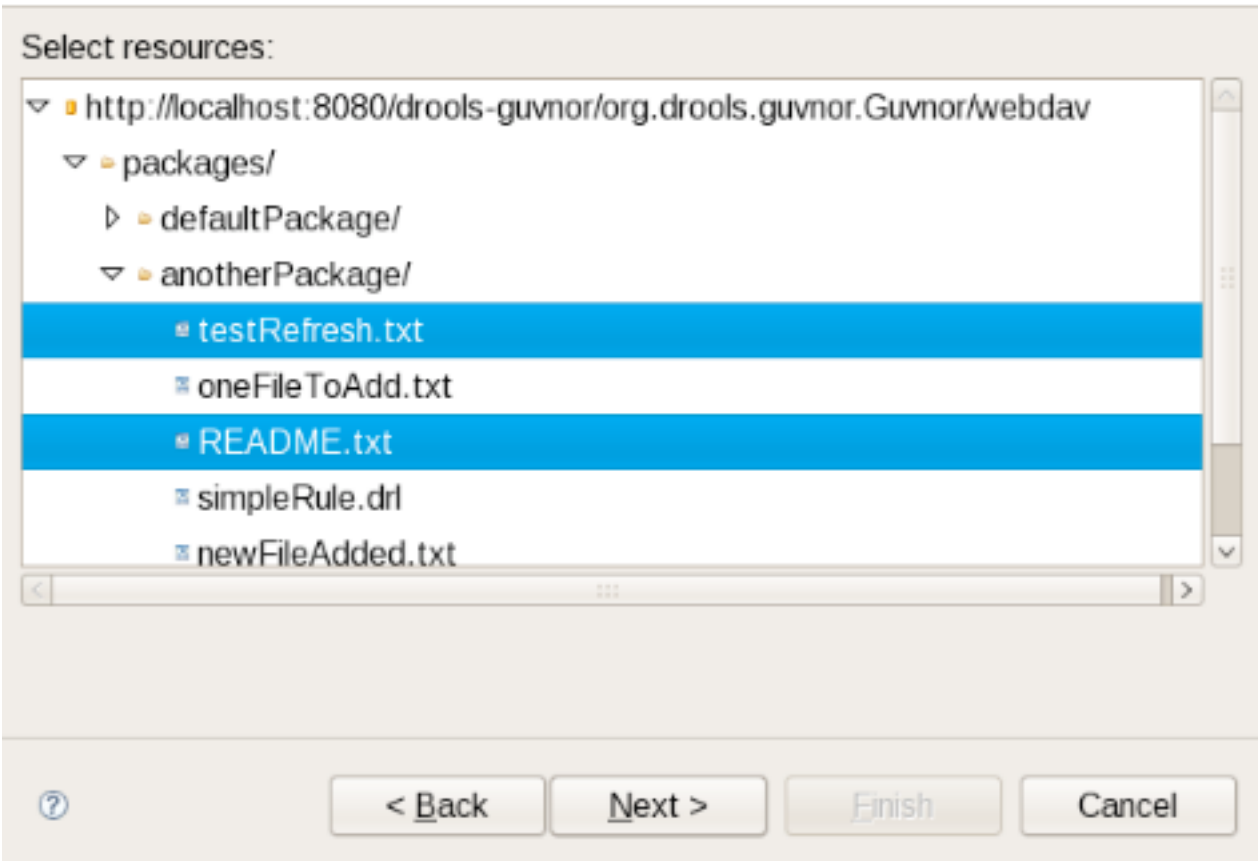 Select resources:
http://localhost:8080/drools-guvnor/org.drools.guvnor.Guvnor/webdav
packages/
defaultPackage/
anotherPackage/
testRefresh.txt
oneFileToAdd.txt
README.txt
simpleRule.drl
newFileAdded.txt
< Back Next > Finish Cancel